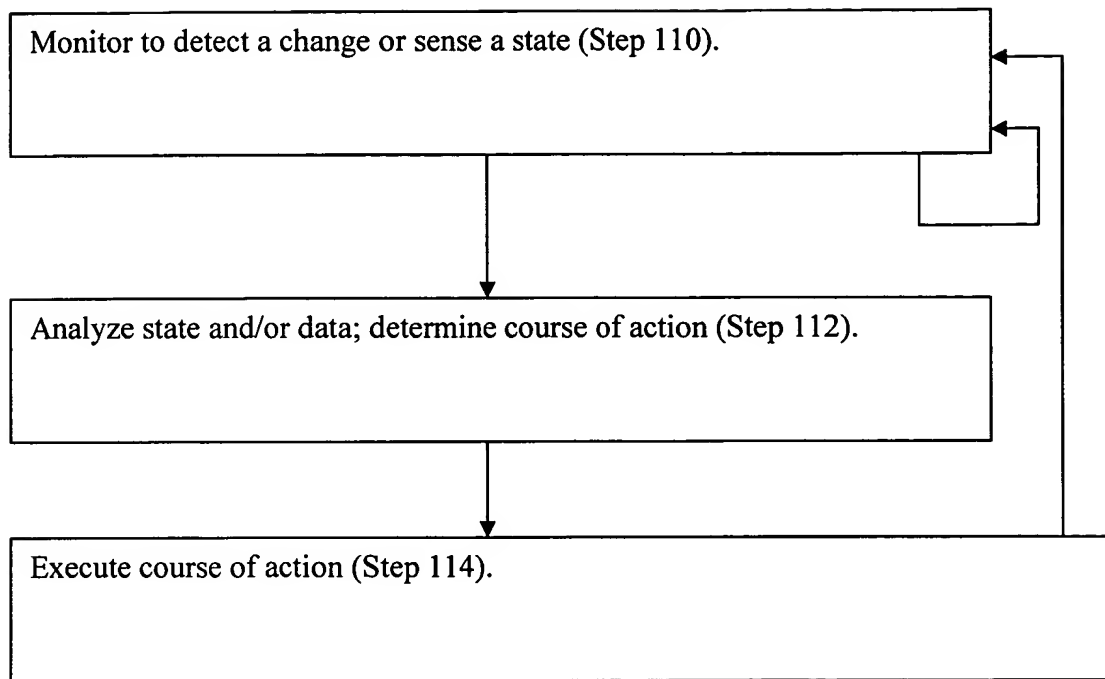 Monitor to detect a change or sense a state (Step 110).
Analyze state and/or data; determine course of action (Step 112).
Execute course of action (Step 114).